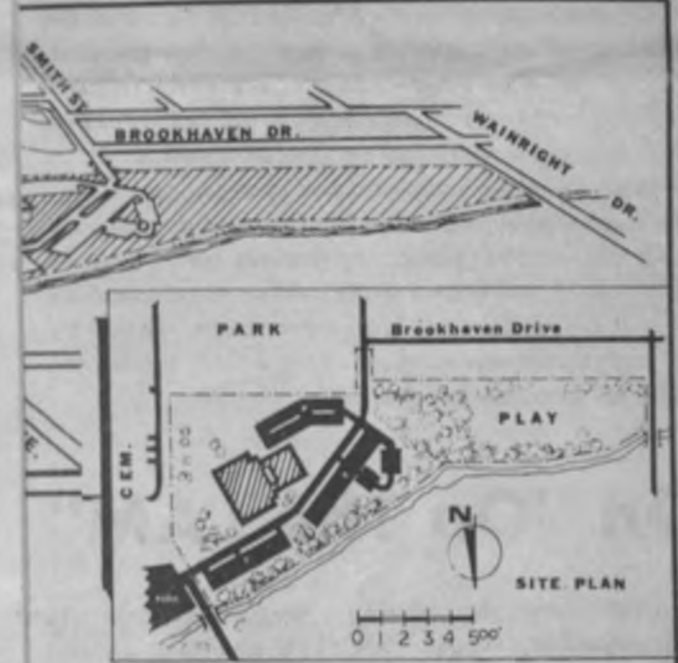 SMITH ST.
BROOKHAVEN DR.
WAINRIGHT
DR.
PARK
Brookhaven Drive
PLAY
CEM.
N
SITE PLAN
0 1 2 3 4 500'